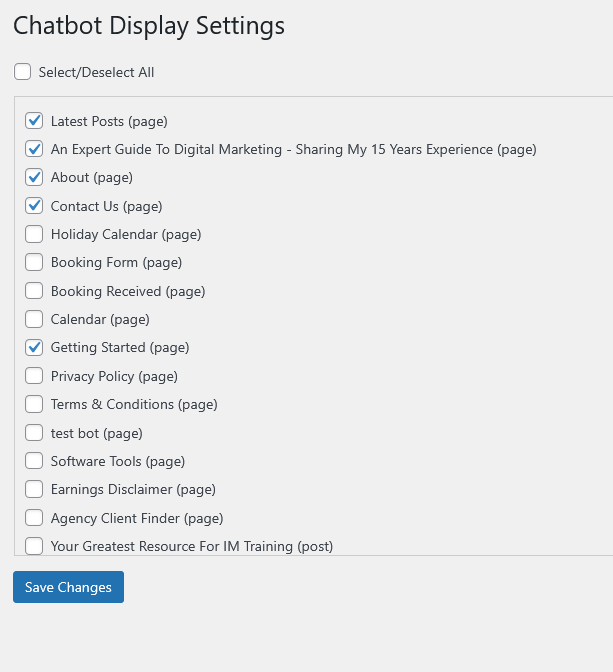 Chatbot Display Settings
Select/Deselect All
Latest Posts (page)
An Expert Guide To Digital Marketing - Sharing My 15 Years Experience (page)
About (page)
Contact Us (page)
Holiday Calendar (page)
Booking Form (page)
Booking Received (page)
Calendar (page)
Getting Started (page)
Privacy Policy (page)
Terms & Conditions (page)
test bot (page)
Software Tools (page)
Earnings Disclaimer (page)
Agency Client Finder (page)
Your Greatest Resource For IM Training (post)
Save Changes